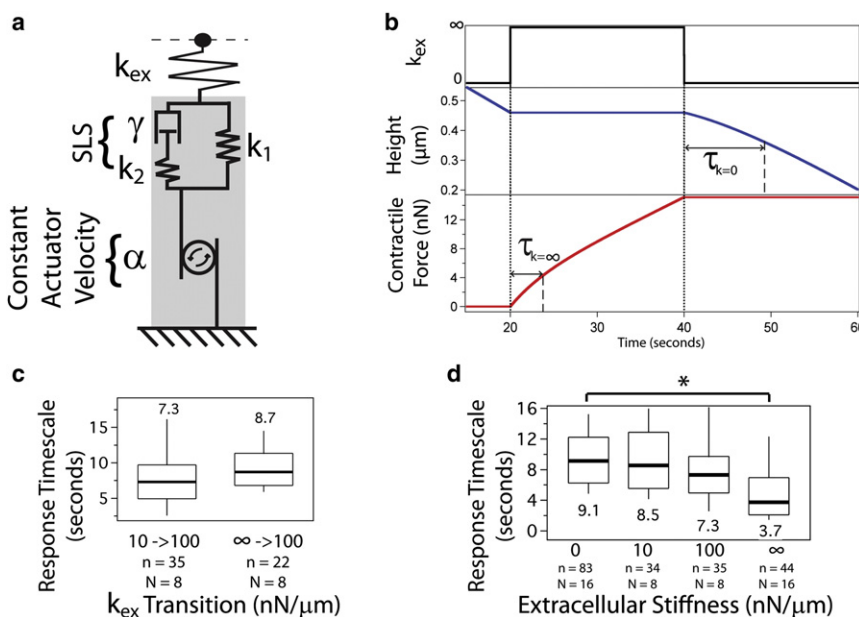 a
k_ex
SLS
γ
k_2
k_1
Constant
Actuator
Velocity
α
b
k_ex
∞
0
Height
(μm)
0.5
0.4
0.3
0.2
τ_k=0
Contractile
Force (nN)
12
8
4
0
τ_k=∞
20 30 40 50 60
Time (seconds)
c
Response Timescale
(seconds)
15
10
5
7.3
8.7
10 ->100 ∞ ->100
n = 35 n = 22
N = 8 N = 8
k_ex Transition (nN/μm)
d
Response Timescale
(seconds)
16
12
8
4
0
*
9.1
8.5
7.3
3.7
0 10 100 ∞
n = 83 n = 34 n = 35 n = 44
N = 16 N = 8 N = 8 N = 16
Extracellular Stiffness (nN/μm)